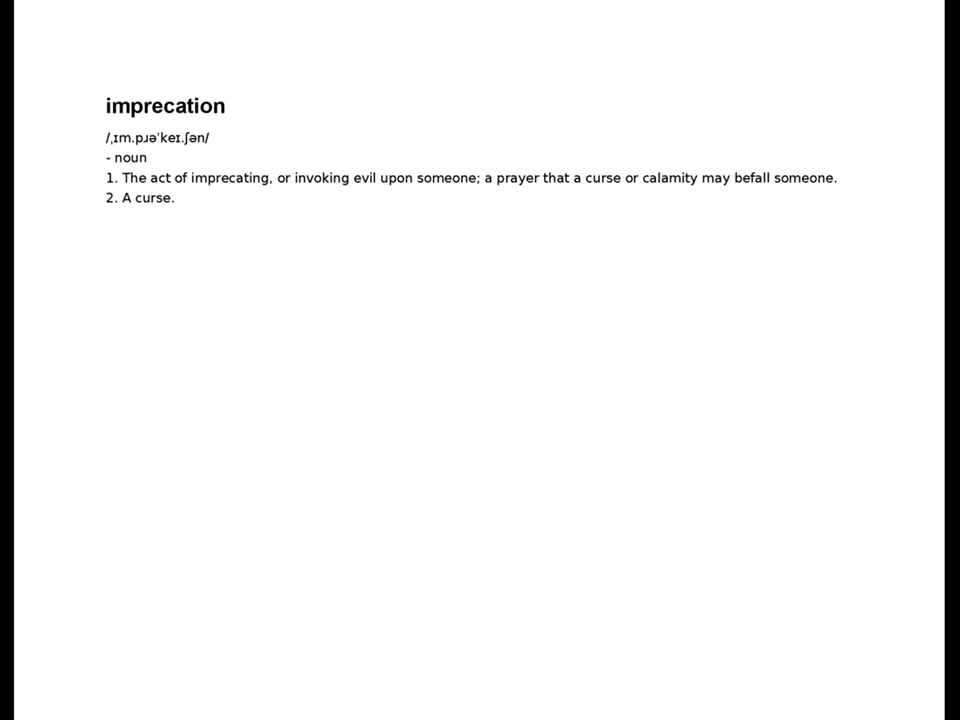 imprecation
/ˌɪm.pɹəˈkeɪ.ʃən/
- noun
1. The act of imprecating, or invoking evil upon someone; a prayer that a curse or calamity may befall someone.
2. A curse.